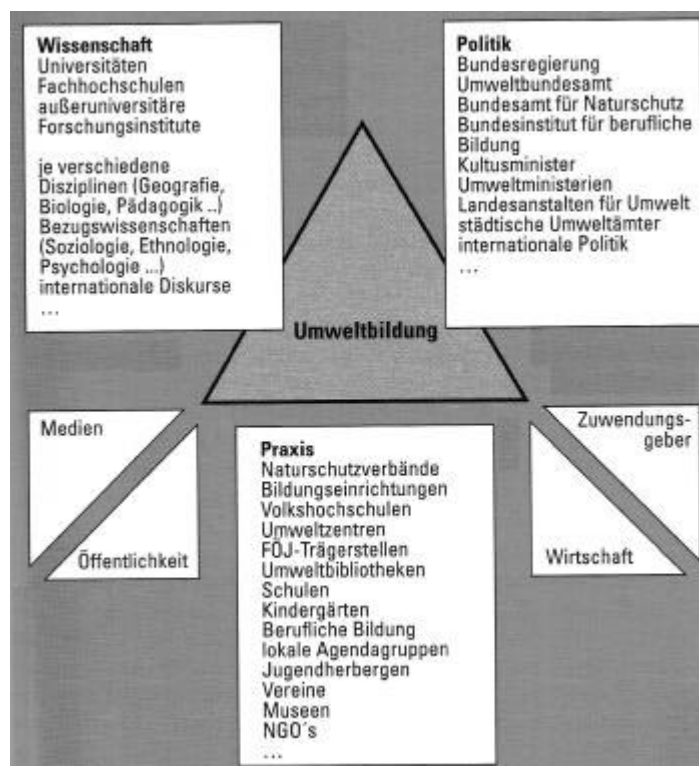 Wissenschaft
Universitäten
Fachhochschulen
außeruniversitäre
Forschungsinstitute
je verschiedene
Disziplinen (Geografie,
Biologie, Pädagogik ..)
Bezugswissenschaften
(Soziologie, Ethnologie,
Psychologie ...)
internationale Diskurse
...
Politik
Bundesregierung
Umweltbundesamt
Bundesamt für Naturschutz
Bundesinstitut für berufliche
Bildung
Kultusminister
Umweltministerien
Landesanstalten für Umwelt
städtische Umweltämter
internationale Politik
...
Umweltbildung
Medien
Öffentlichkeit
Praxis
Naturschutzverbände
Bildungseinrichtungen
Volkshochschulen
Umweltzentren
FÖJ-Trägerstellen
Umweltbibliotheken
Schulen
Kindergärten
Berufliche Bildung
lokale Agendagruppen
Jugendherbergen
Vereine
Museen
NGO´s
...
Zuwendungs-
geber
Wirtschaft